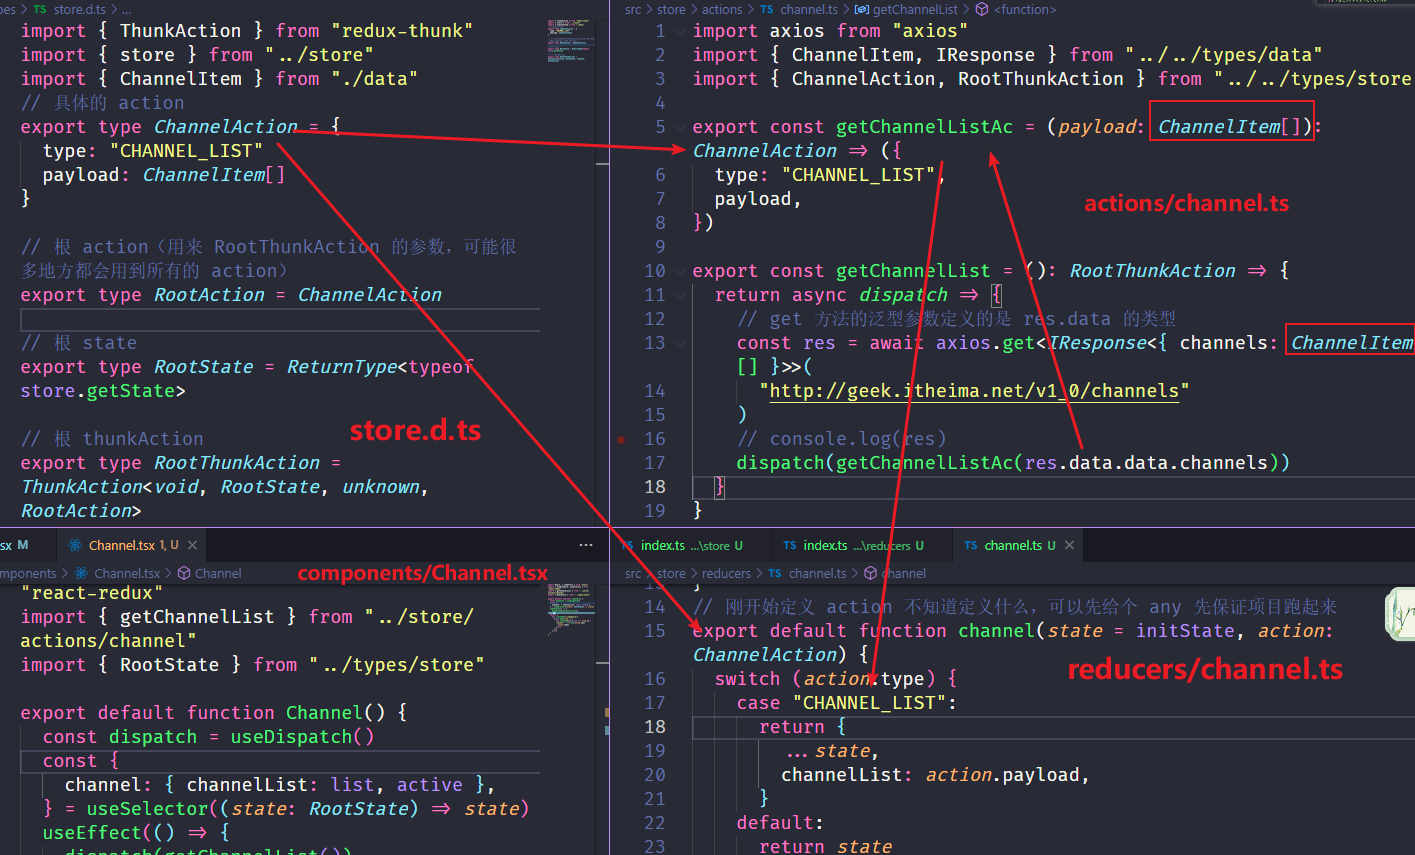 pes > TS store.d.ts > ...
import { ThunkAction } from "redux-thunk"
import { store } from "../store"
import { ChannelItem } from "./data"
// 具体的 action
export type ChannelAction = {
type: "CHANNEL_LIST"
payload: ChannelItem[]
}
// 根 action（用来 RootThunkAction 的参数，可能很
多地方都会用到所有的 action）
export type RootAction = ChannelAction
// 根 state
export type RootState = ReturnType<typeof
store.getState>
store.d.ts
// 根 thunkAction
export type RootThunkAction =
ThunkAction<void, RootState, unknown,
RootAction>
src > store > actions > TS channel.ts > getChannelList > <function>
1 import axios from "axios"
2 import { ChannelItem, IResponse } from "../../types/data"
3 import { ChannelAction, RootThunkAction } from "../../types/store
4
5 export const getChannelListAc = (payload: ChannelItem[]):
ChannelAction => ({
6 type: "CHANNEL_LIST",
7 payload,
8 })
actions/channel.ts
9
10 export const getChannelList = (): RootThunkAction => {
11 return async dispatch => {
12 // get 方法的泛型参数定义的是 res.data 的类型
13 const res = await axios.get<IResponse<{ channels: ChannelItem
[] }>>(
14 "http://geek.itheima.net/v1_0/channels"
15 )
16 // console.log(res)
17 dispatch(getChannelListAc(res.data.data.channels))
18 }
19 }
sx M Channel.tsx 1, U × ...
mponents > Channel.tsx > Channel
components/Channel.tsx
"react-redux"
import { getChannelList } from "../store/
actions/channel"
import { RootState } from "../types/store"
export default function Channel() {
const dispatch = useDispatch()
const {
channel: { channelList: list, active },
} = useSelector((state: RootState) => state)
useEffect(() => {
dispatch(getChannelList())
TS index.ts ...\store U TS index.ts ...\reducers U TS channel.ts U ×
src > store > reducers > TS channel.ts > channel
13 }
14 // 刚开始定义 action 不知道定义什么，可以先给个 any 先保证项目跑起来
15 export default function channel(state = initState, action:
ChannelAction) {
reducers/channel.ts
16 switch (action.type) {
17 case "CHANNEL_LIST":
18 return {
19 ...state,
20 channelList: action.payload,
21 }
22 default:
23 return state